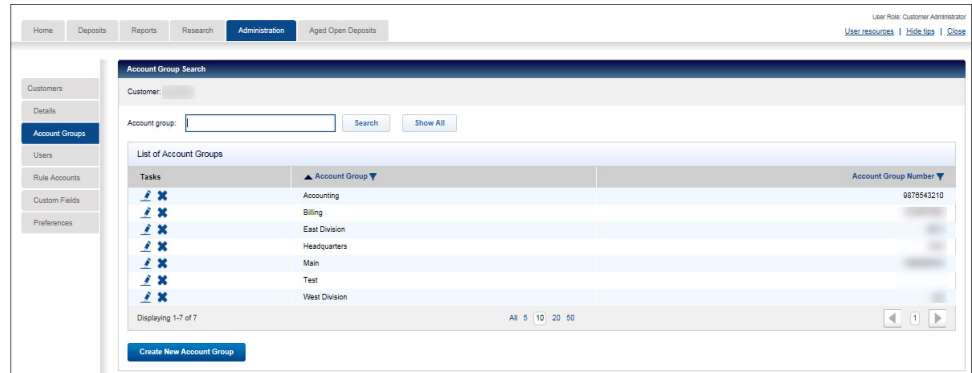 User Role: Customer Administrator
Home Deposits Reports Research Administration Aged Open Deposits
User resources | Hide tips | Close
Account Group Search
Customers
Customer:
Details
Account group: Search Show All
Account Groups
Users
List of Account Groups
Rule Accounts
Tasks Account Group Account Group Number
Custom Fields
Accounting 9876543210
Billing
Preferences
East Division
Headquarters
Main
Test
West Division
Displaying 1-7 of 7 All 5 10 20 50 1
Create New Account Group